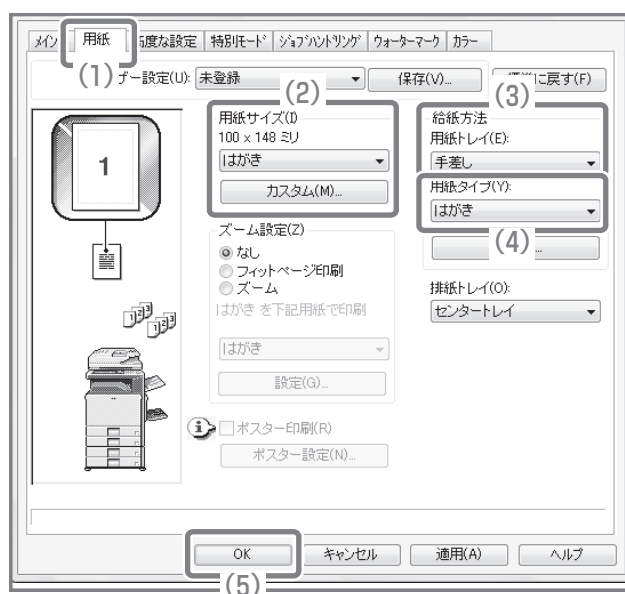 メイン 用紙 高度な設定 特別モード ジョブハンドリング ウォーターマーク カラー
(1) ザー設定(U): 未登録 保存(V)... に戻す(F)
(2) (3)
用紙サイズ(I)
100 x 148 ミリ
はがき
カスタム(M)...
給紙方法
用紙トレイ(E):
手差し
用紙タイプ(Y):
はがき
(4)
排紙トレイ(O):
センタートレイ
1
ズーム設定(Z)
なし
フィットページ印刷
ズーム
はがき を下記用紙で印刷
はがき
設定(G)...
ポスター印刷(R)
ポスター設定(N)...
OK キャンセル 適用(A) ヘルプ
(5)